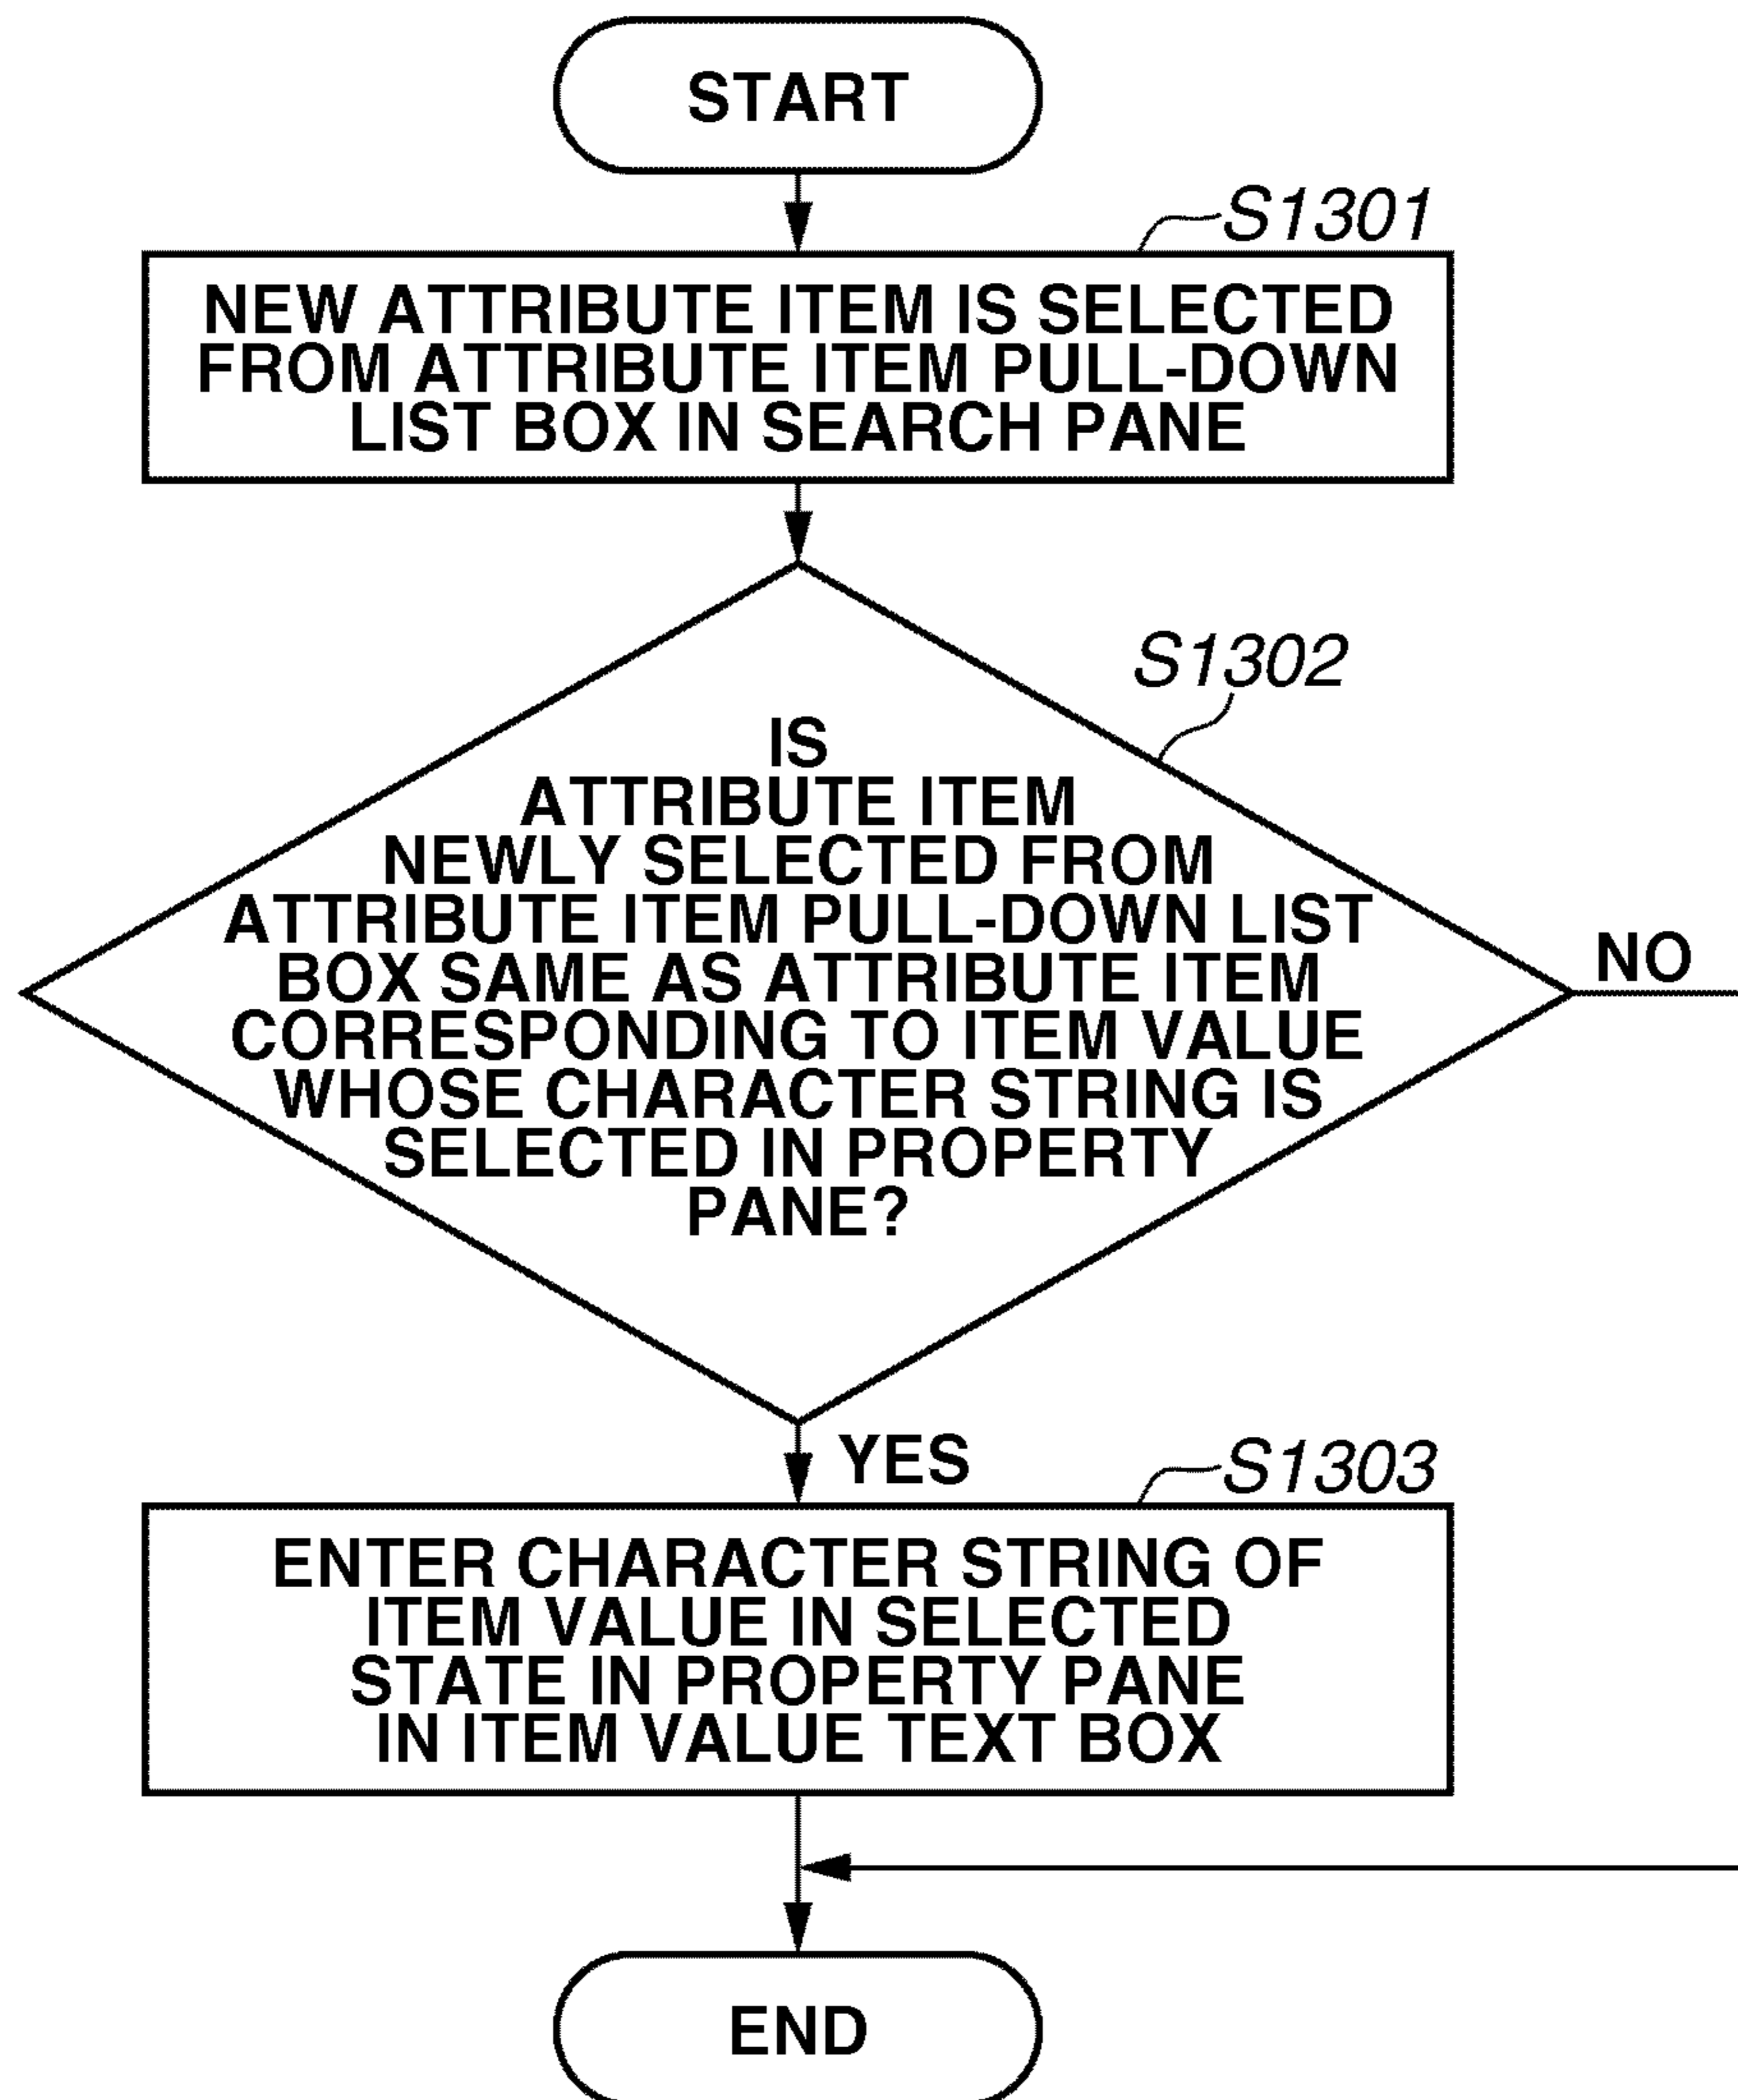 START
S1301
NEW ATTRIBUTE ITEM IS SELECTED
FROM ATTRIBUTE ITEM PULL-DOWN
LIST BOX IN SEARCH PANE
S1302
IS
ATTRIBUTE ITEM
NEWLY SELECTED FROM
ATTRIBUTE ITEM PULL-DOWN LIST
BOX SAME AS ATTRIBUTE ITEM
CORRESPONDING TO ITEM VALUE
WHOSE CHARACTER STRING IS
SELECTED IN PROPERTY
PANE?
NO
YES
S1303
ENTER CHARACTER STRING OF
ITEM VALUE IN SELECTED
STATE IN PROPERTY PANE
IN ITEM VALUE TEXT BOX
END